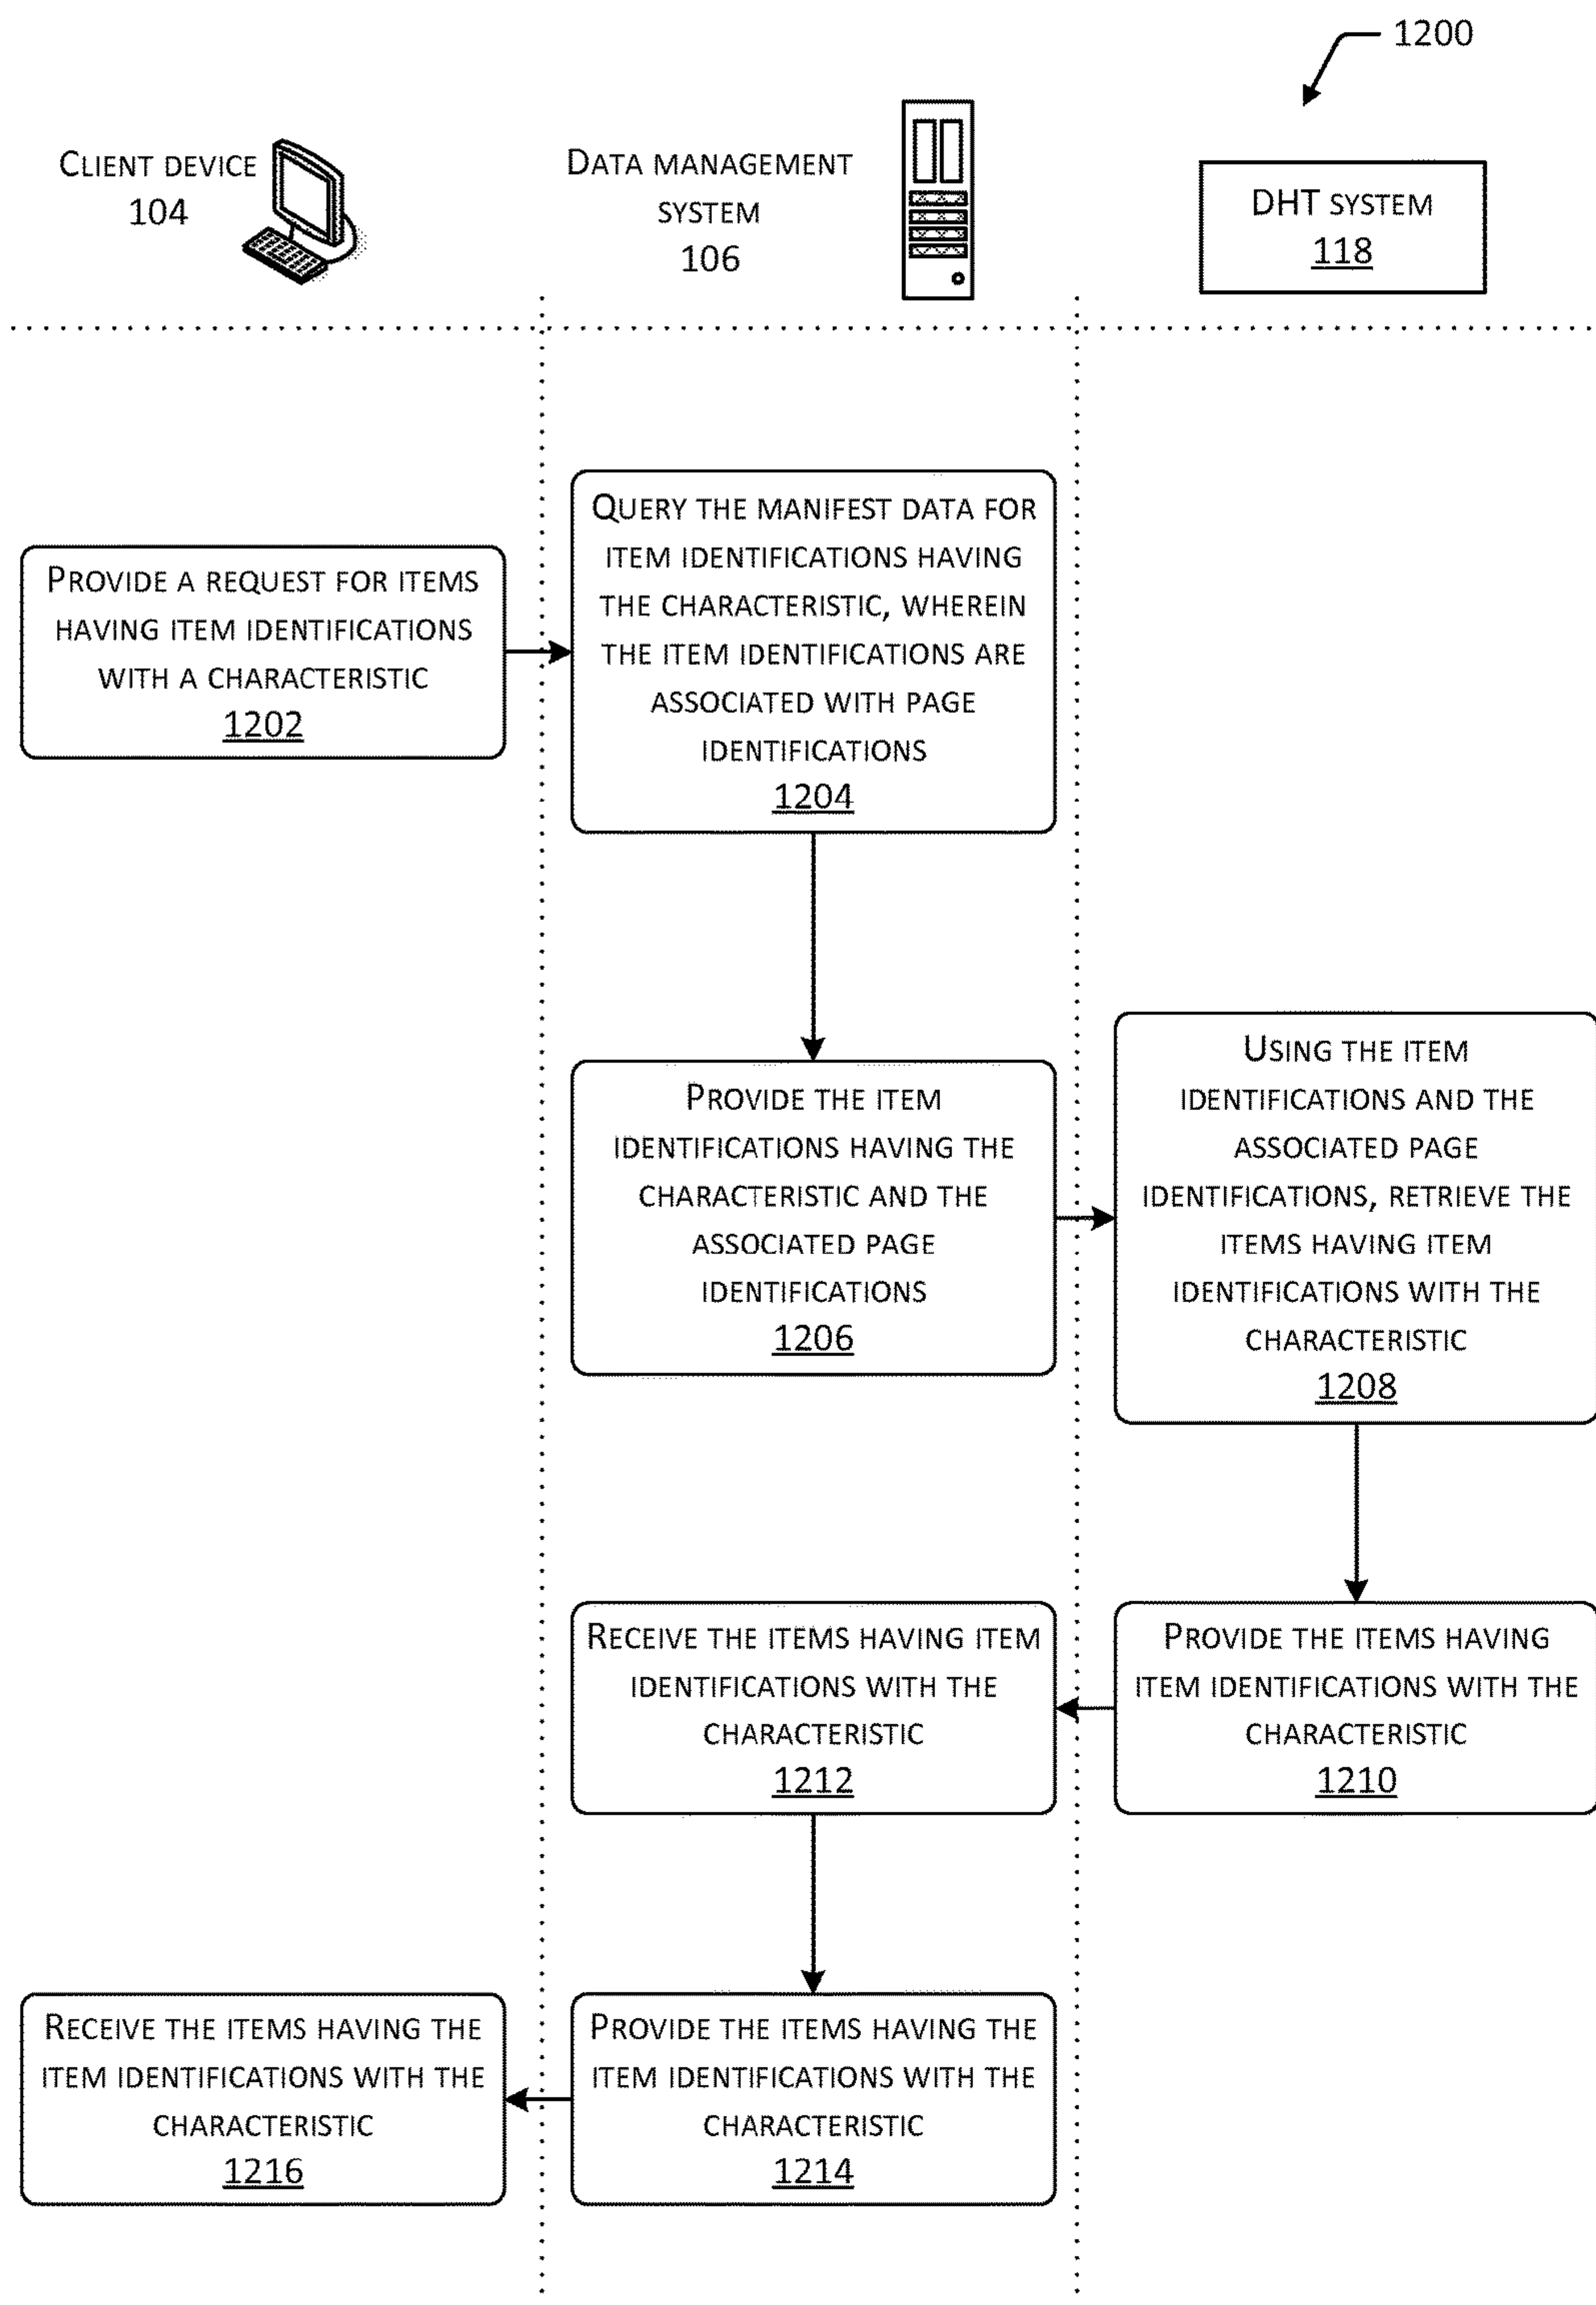 1200
Client device
104
Data management
system
106
DHT system
118
Provide a request for items
having item identifications
with a characteristic
1202
Query the manifest data for
item identifications having
the characteristic, wherein
the item identifications are
associated with page
identifications
1204
Provide the item
identifications having the
characteristic and the
associated page
identifications
1206
Using the item
identifications and the
associated page
identifications, retrieve the
items having item
identifications with the
characteristic
1208
Provide the items having
item identifications with the
characteristic
1210
Receive the items having item
identifications with the
characteristic
1212
Provide the items having the
item identifications with the
characteristic
1214
Receive the items having the
item identifications with the
characteristic
1216